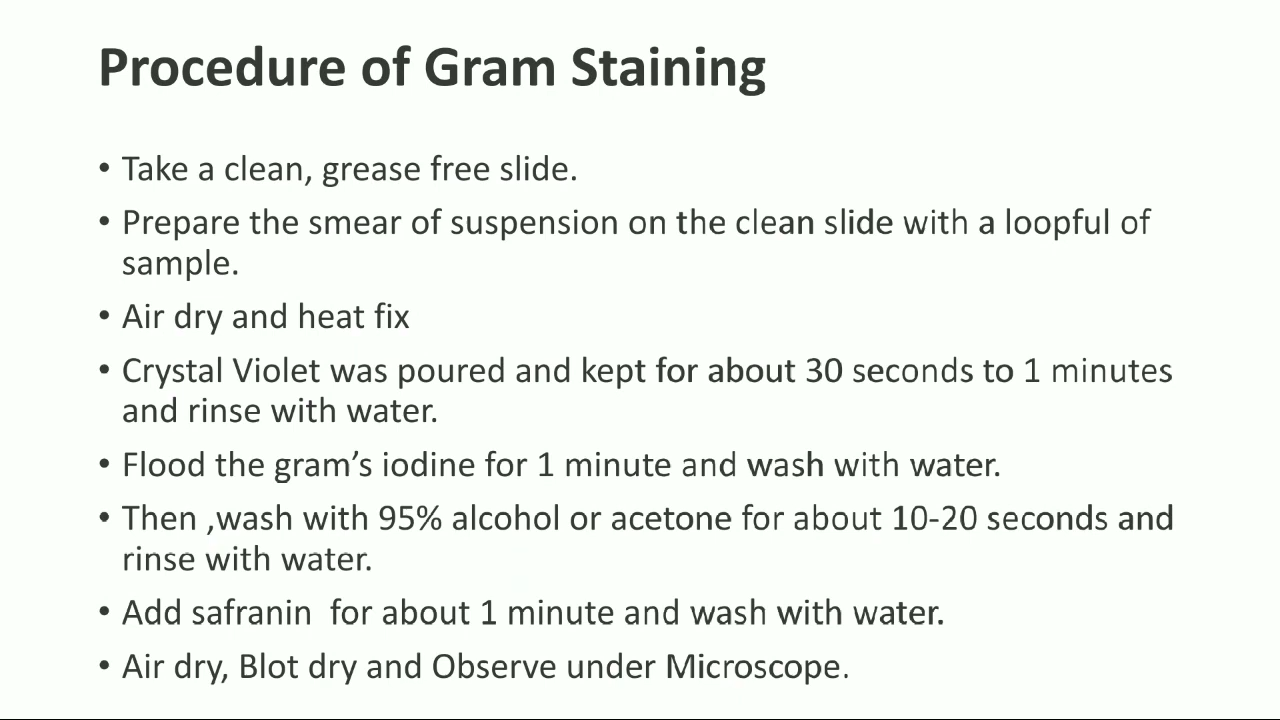 Procedure of Gram Staining
• Take a clean, grease free slide.
• Prepare the smear of suspension on the clean slide with a loopful of
sample.
• Air dry and heat fix
• Crystal Violet was poured and kept for about 30 seconds to 1 minutes
and rinse with water.
• Flood the gram’s iodine for 1 minute and wash with water.
• Then ,wash with 95% alcohol or acetone for about 10-20 seconds and
rinse with water.
• Add safranin  for about 1 minute and wash with water.
• Air dry, Blot dry and Observe under Microscope.